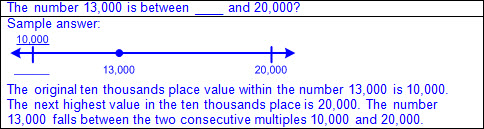 The number 13,000 is between ____ and 20,000?
Sample answer:
10,000
______
13,000
20,000
The original ten thousands place value within the number 13,000 is 10,000.
The next highest value in the ten thousands place is 20,000. The number
13,000 falls between the two consecutive multiples 10,000 and 20,000.